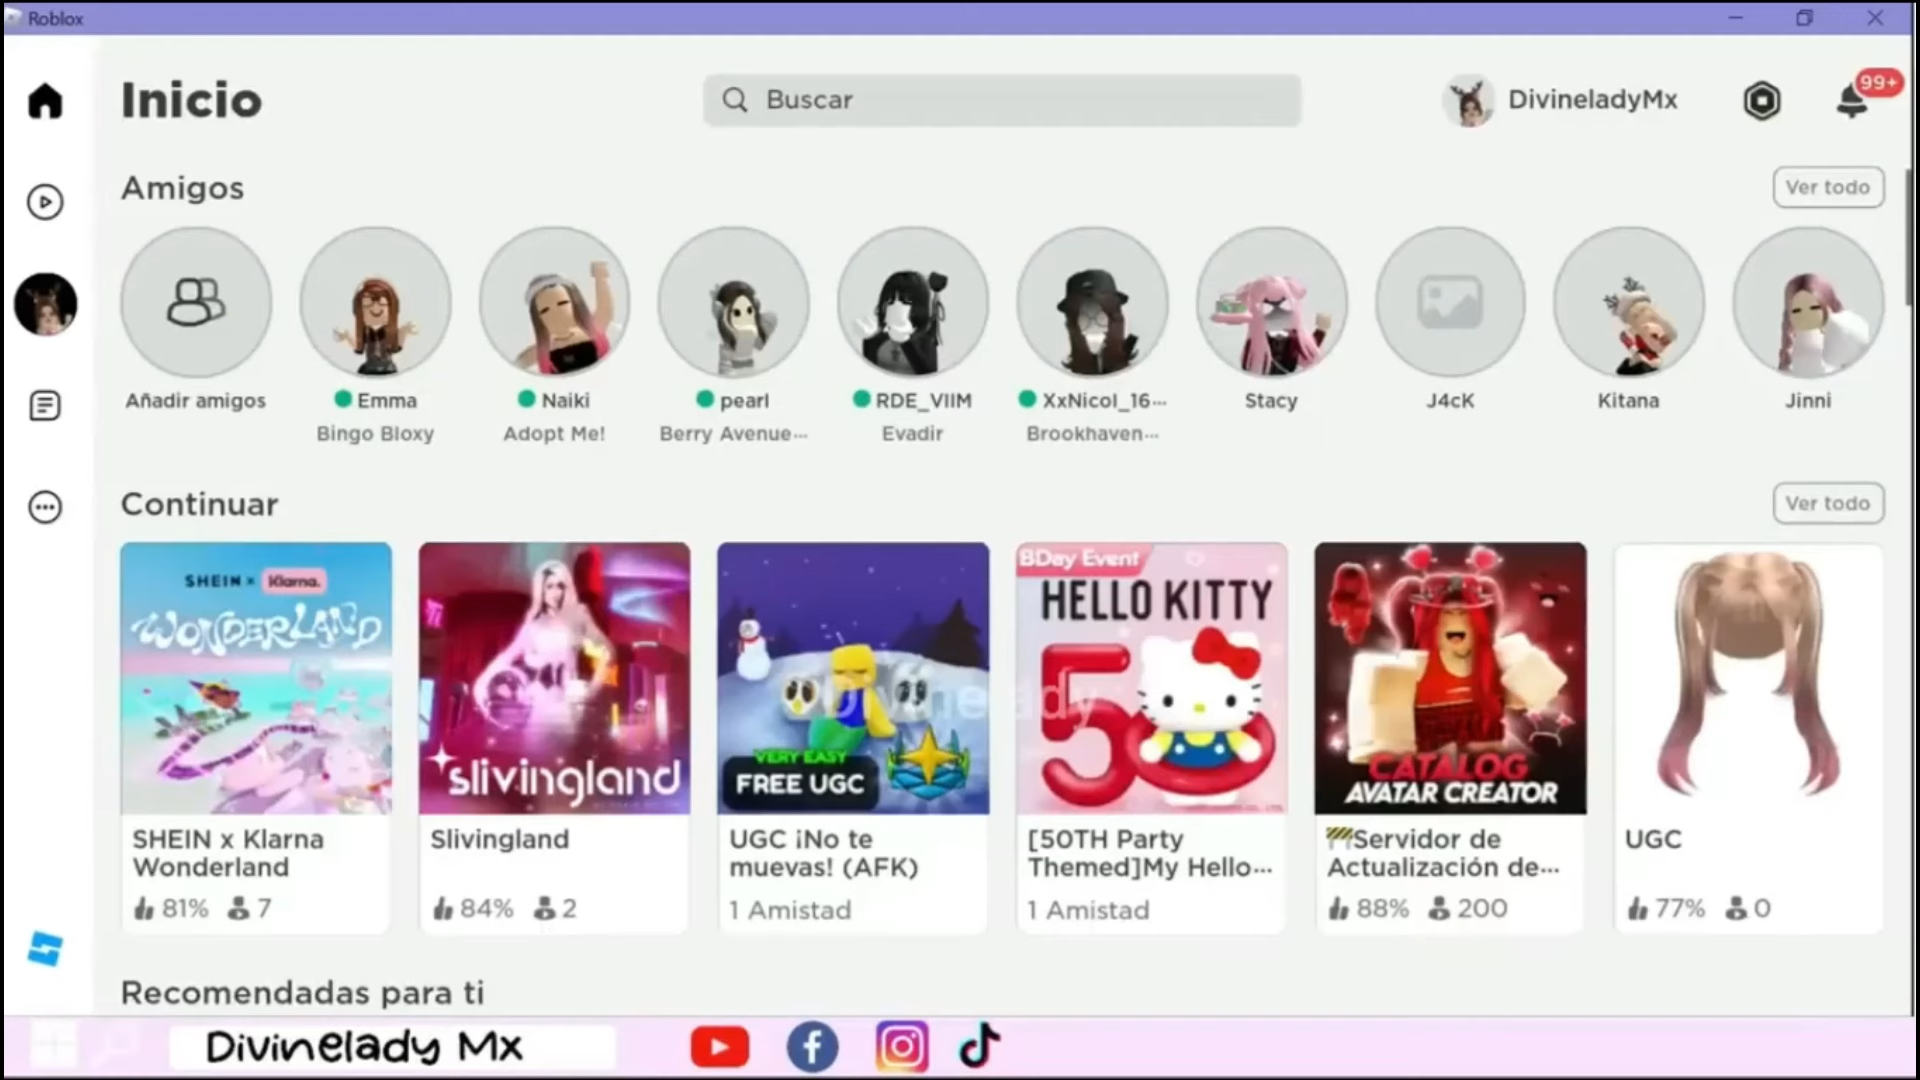 Roblox
Inicio
Buscar
DivineladyMx
99+
Amigos
Ver todo
Añadir amigos
Emma
Naiki
pearl
RDE_VIIM
XxNicol_16...
Stacy
J4cK
Kitana
Jinni
Bingo Bloxy
Adopt Me!
Berry Avenue...
Evadir
Brookhaven...
Continuar
Ver todo
SHEIN x Klarna.
WONDERLAND
slivingland
VERY EASY
FREE UGC
BDay Event
HELLO KITTY
50
CATALOG
AVATAR CREATOR
Divinelady
SHEIN x Klarna
Wonderland
81% 7
Slivingland
84% 2
UGC ¡No te
muevas! (AFK)
1 Amistad
[50TH Party
Themed]My Hello...
1 Amistad
🚧Servidor de
Actualización de...
88% 200
UGC
77% 0
Recomendadas para ti
Divinelady Mx